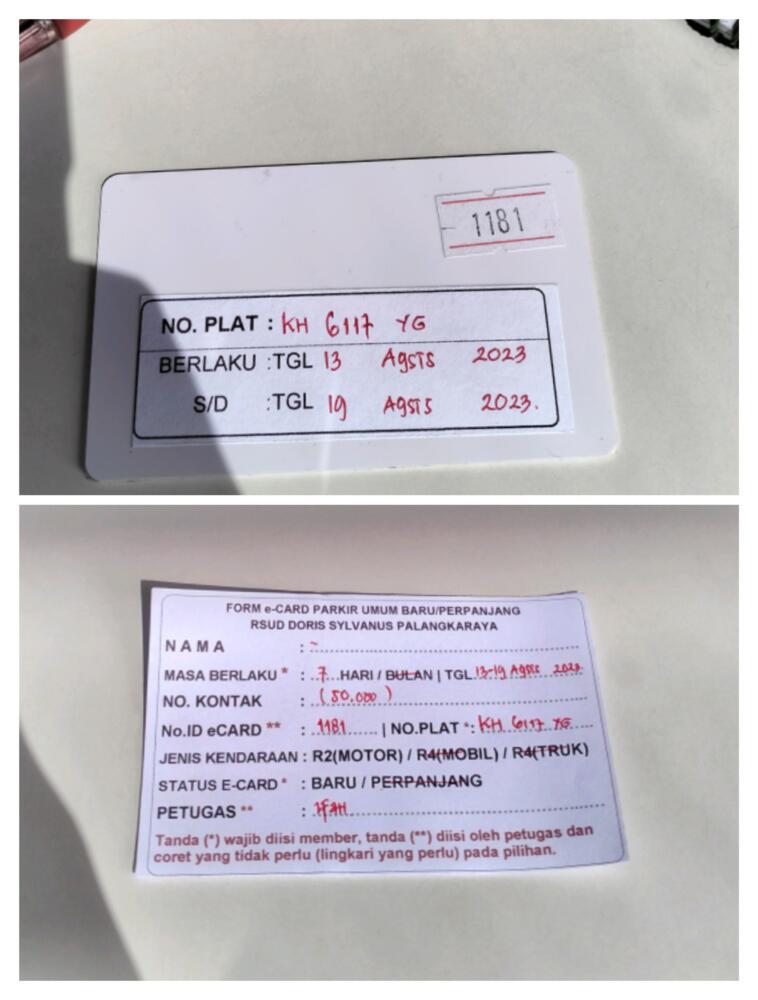 1181
NO. PLAT : KH 6117 YG
BERLAKU :TGL 13 AGSTS 2023
S/D :TGL 19 AGSTS 2023.
FORM e-CARD PARKIR UMUM BARU/PERPANJANG
RSUD DORIS SYLVANUS PALANGKARAYA
NAMA : -
MASA BERLAKU * : 7 HARI / BULAN | TGL 13-19 AGSTS 2023
NO. KONTAK : (50.000)
No.ID eCARD ** : 1181 | NO.PLAT *: KH 6117 YG
JENIS KENDARAAN : R2(MOTOR) / R4(MOBIL) / R4(TRUK)
STATUS E-CARD * : BARU / PERPANJANG
PETUGAS ** :
Tanda (*) wajib diisi member, tanda (**) diisi oleh petugas dan
coret yang tidak perlu (lingkari yang perlu) pada pilihan.